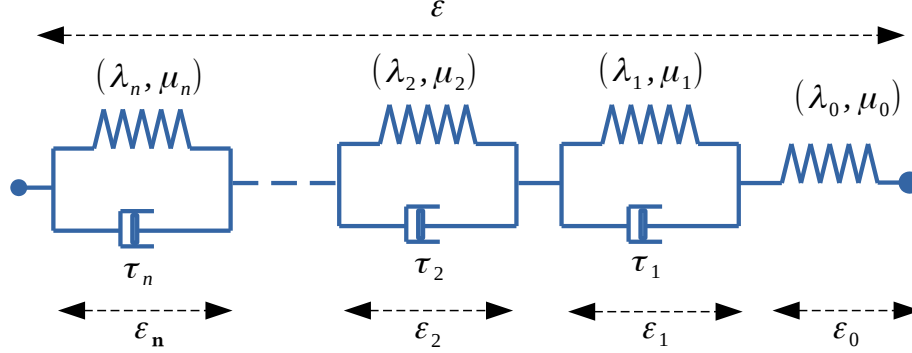 ε
(λₙ, μₙ) (λ₂, μ₂) (λ₁, μ₁) (λ₀, μ₀)
τₙ τ₂ τ₁
εₙ ε₂ ε₁ ε₀